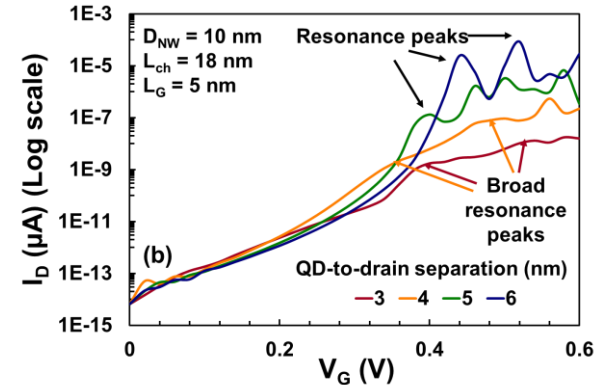 1E-3
1E-5
1E-7
1E-9
1E-11
1E-13
1E-15
I_D (µA) (Log scale)
D_NW = 10 nm
L_ch = 18 nm
L_G = 5 nm
Resonance peaks
Broad
resonance
peaks
(b)
QD-to-drain separation (nm)
3 4 5 6
0 0.2 0.4 0.6
V_G (V)